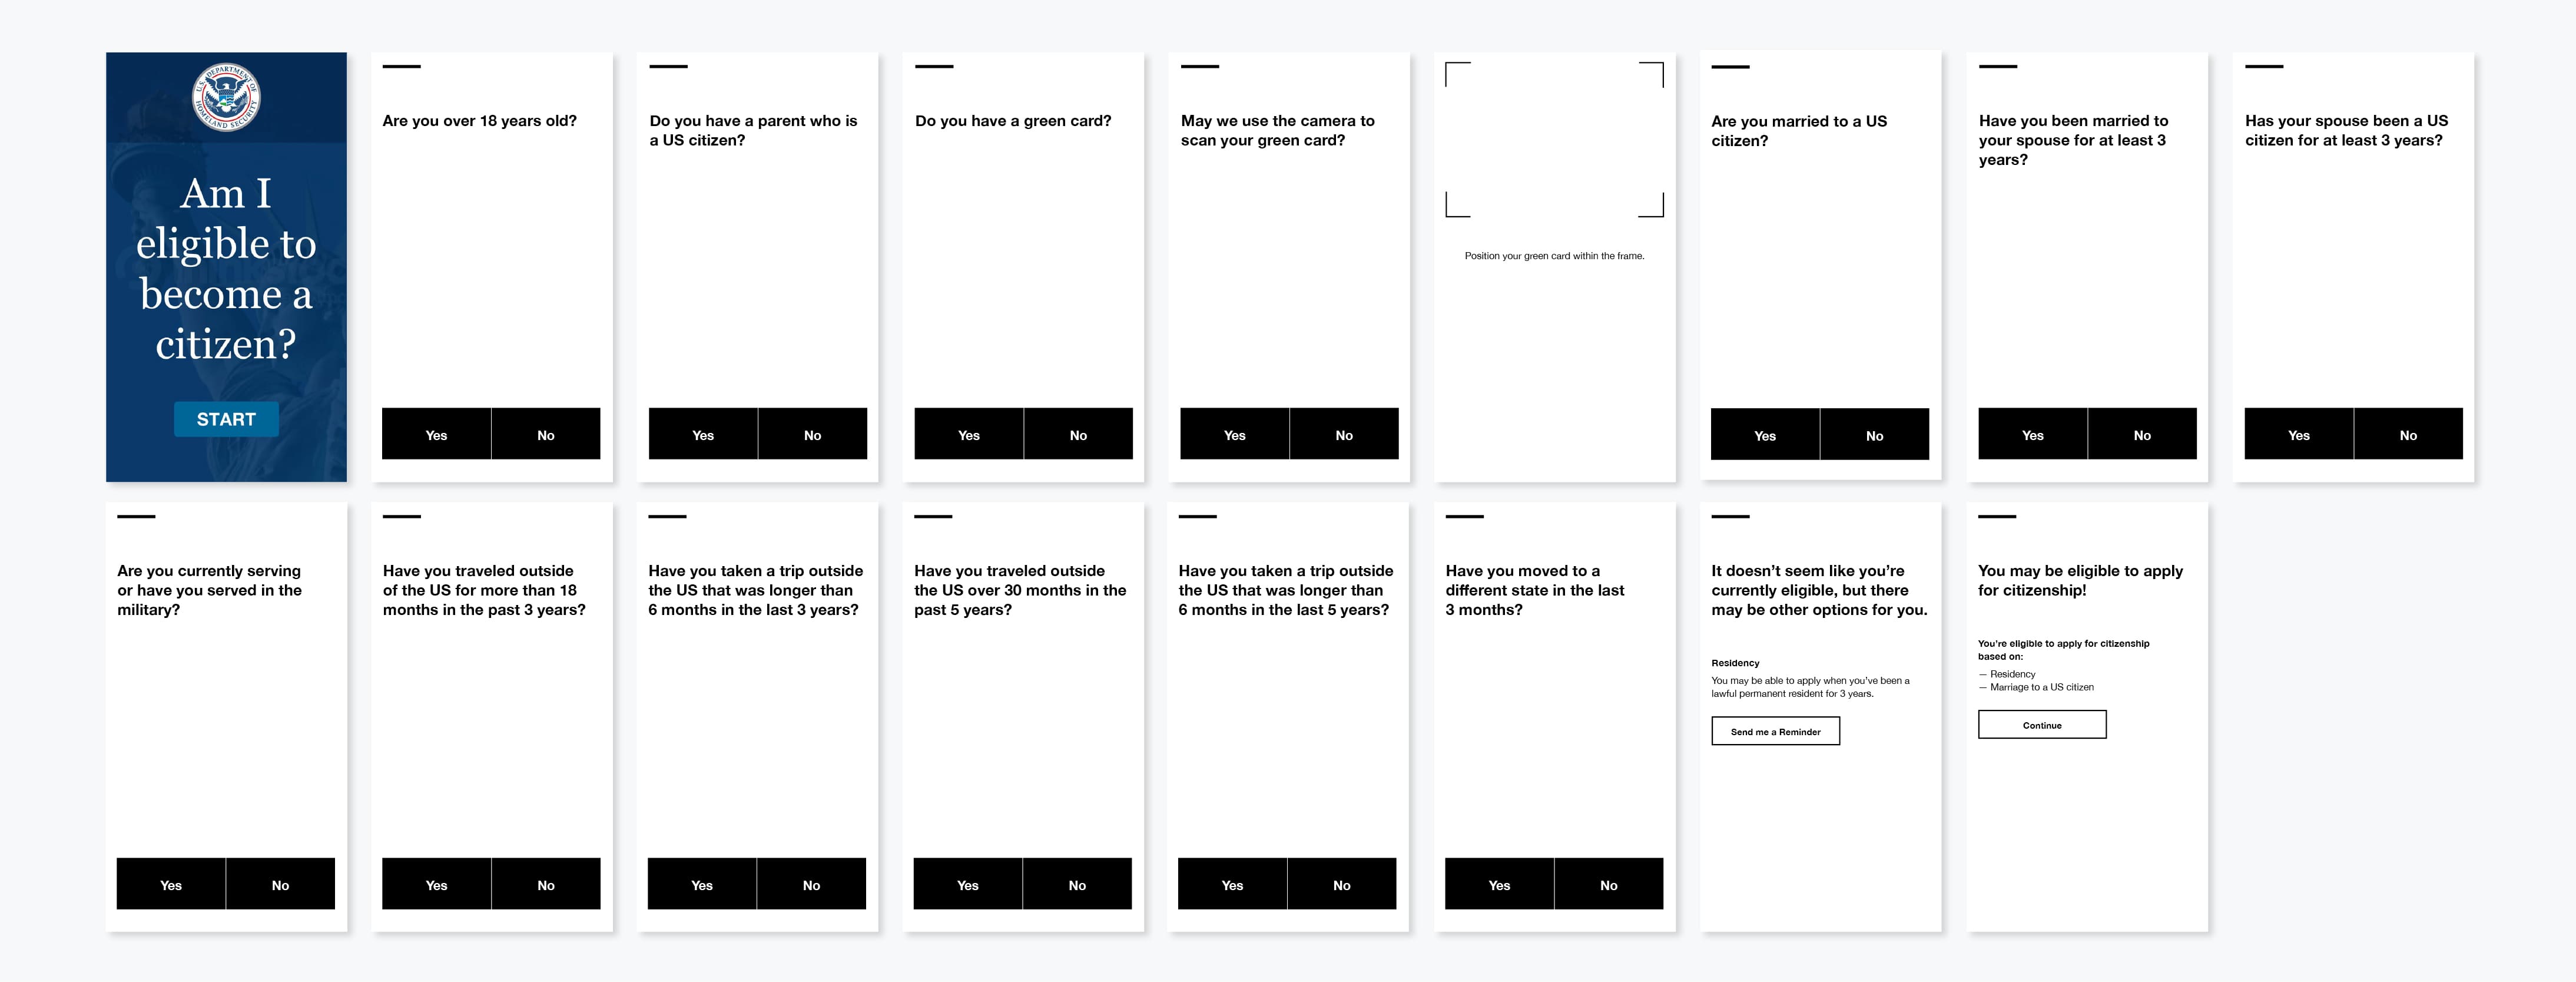 U.S. DEPARTMENT OF HOMELAND SECURITY
Am I
eligible to
become a
citizen?
START
Are you over 18 years old?
Yes
No
Do you have a parent who is
a US citizen?
Yes
No
Do you have a green card?
Yes
No
May we use the camera to
scan your green card?
Yes
No
Position your green card within the frame.
Are you married to a US
citizen?
Yes
No
Have you been married to
your spouse for at least 3
years?
Yes
No
Has your spouse been a US
citizen for at least 3 years?
Yes
No
Are you currently serving
or have you served in the
military?
Yes
No
Have you traveled outside
of the US for more than 18
months in the past 3 years?
Yes
No
Have you taken a trip outside
the US that was longer than
6 months in the last 3 years?
Yes
No
Have you traveled outside
the US over 30 months in the
past 5 years?
Yes
No
Have you taken a trip outside
the US that was longer than
6 months in the last 5 years?
Yes
No
Have you moved to a
different state in the last
3 months?
Yes
No
It doesn’t seem like you’re
currently eligible, but there
may be other options for you.
Residency
You may be able to apply when you’ve been a
lawful permanent resident for 3 years.
Send me a Reminder
You may be eligible to apply
for citizenship!
You’re eligible to apply for citizenship
based on:
— Residency
— Marriage to a US citizen
Continue